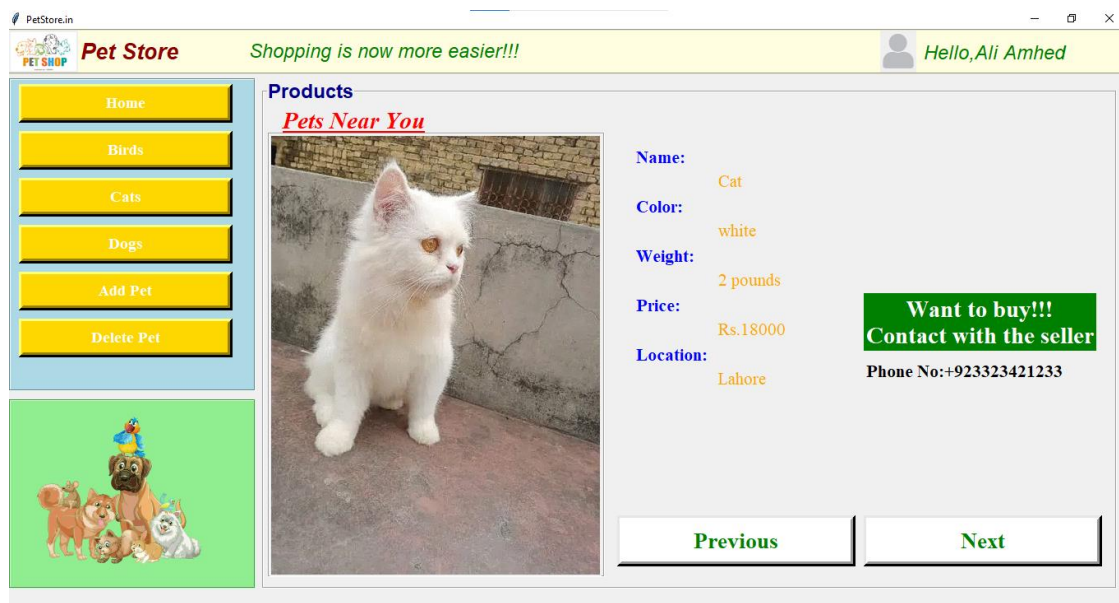 PetStore.in
PET SHOP
Pet Store
Shopping is now more easier!!!
Hello,Ali Amhed
Home
Birds
Cats
Dogs
Add Pet
Delete Pet
Products
Pets Near You
Name:
Cat
Color:
white
Weight:
2 pounds
Price:
Rs.18000
Location:
Lahore
Want to buy!!!
Contact with the seller
Phone No:+923323421233
Previous
Next